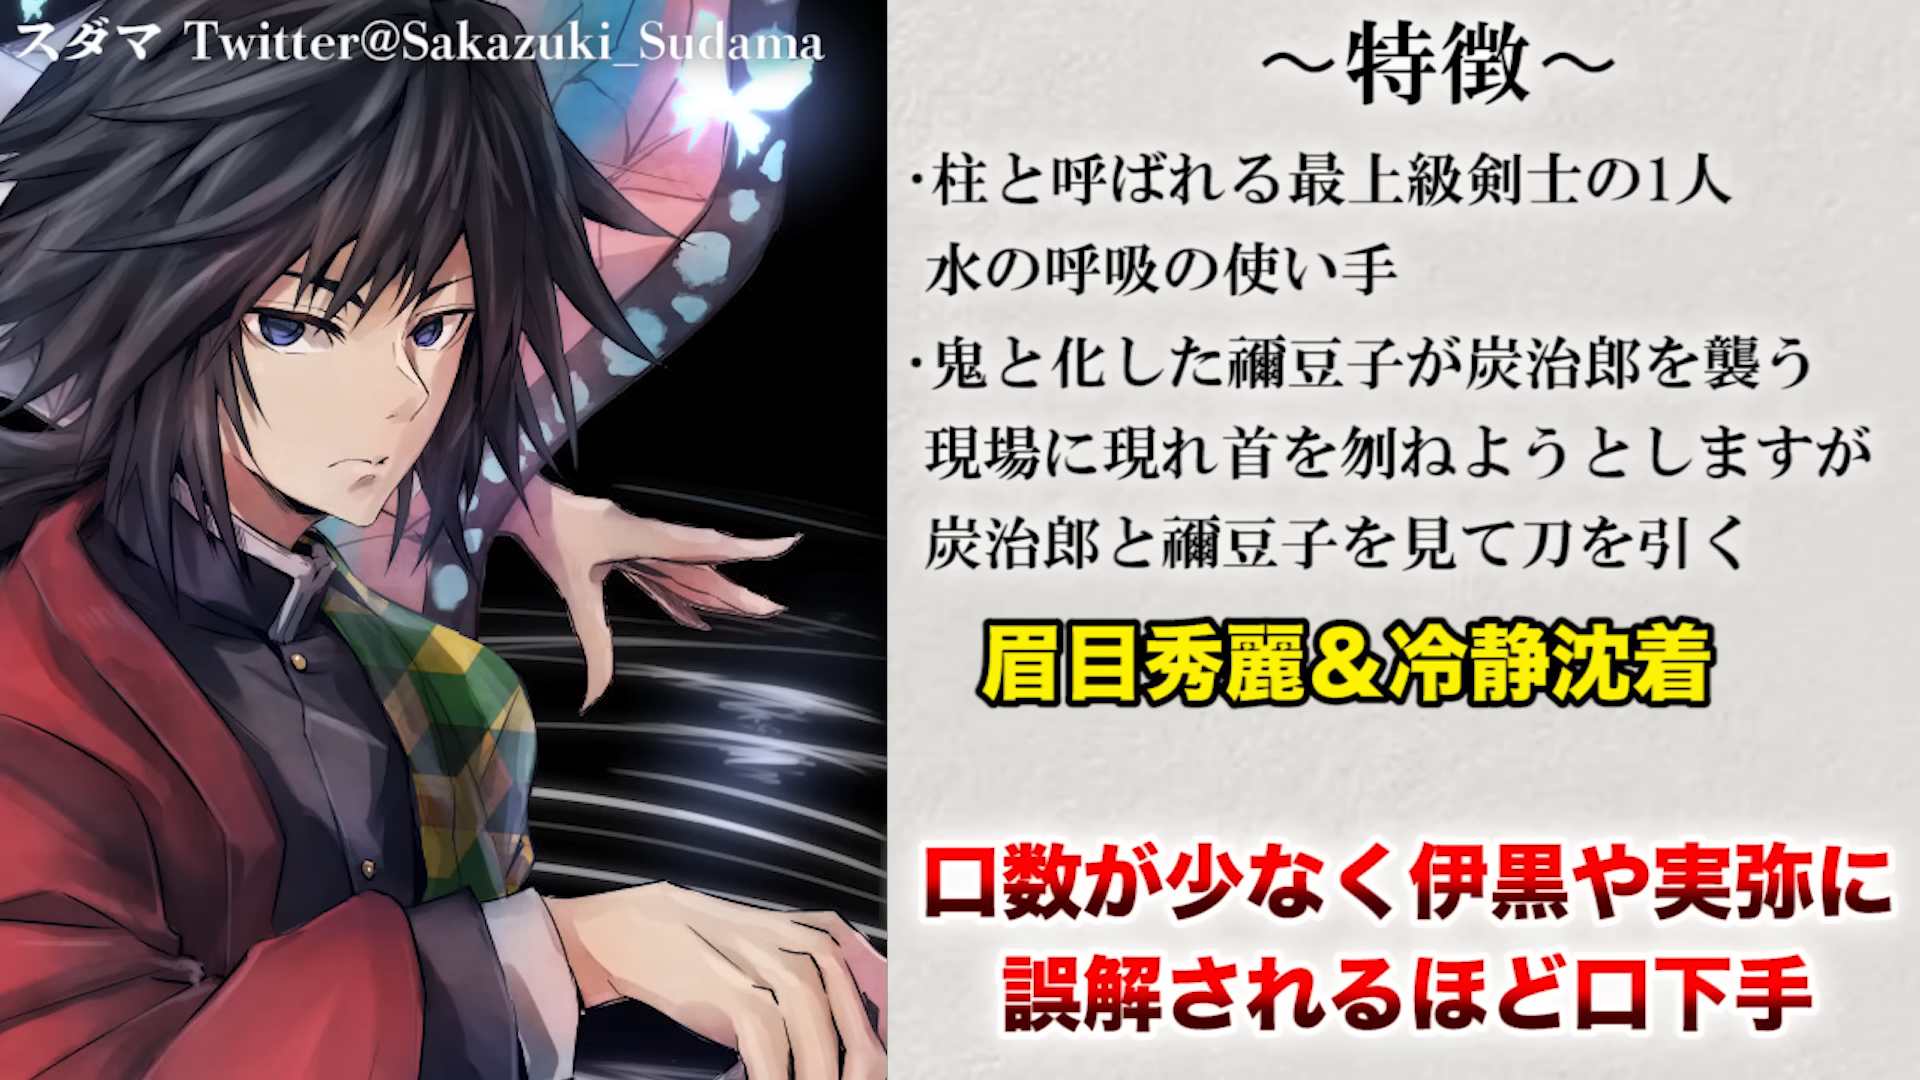 スダマ Twitter@Sakazuki_Sudama
～特徴～
・柱と呼ばれる最上級剣士の1人
水の呼吸の使い手
・鬼と化した禰豆子が炭治郎を襲う
現場に現れ首を刎ねようとしますが
炭治郎と禰豆子を見て刀を引く
眉目秀麗＆冷静沈着
口数が少なく伊黒や実弥に
誤解されるほど口下手